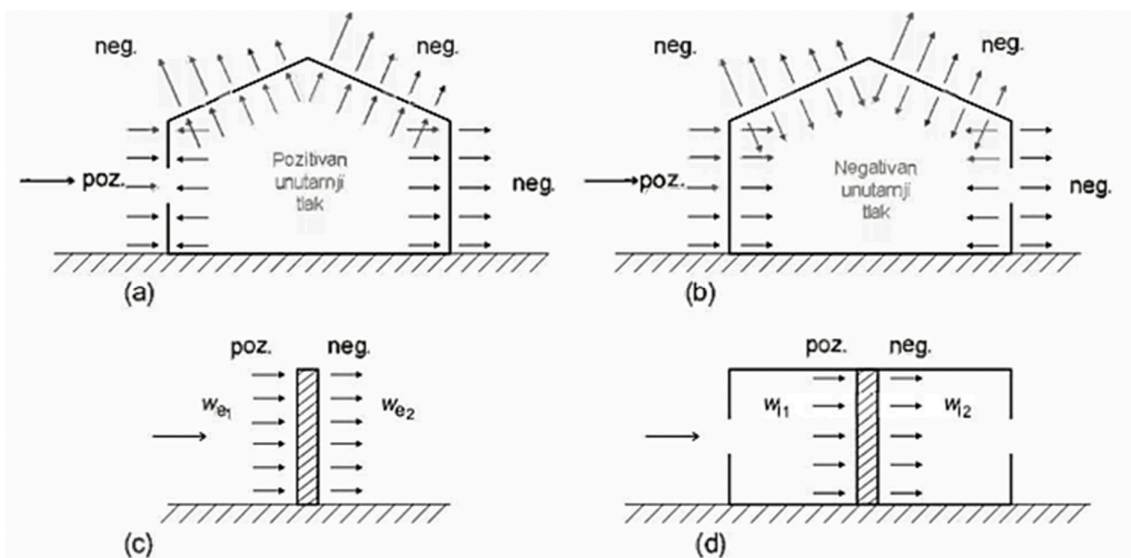 neg. neg.
poz.
Pozitivan
unutarnji
tlak
neg.
(a)
neg. neg.
poz.
Negativan
unutarnji
tlak
neg.
(b)
poz. neg.
we1 we2
(c)
poz. neg.
wi1 wi2
(d)